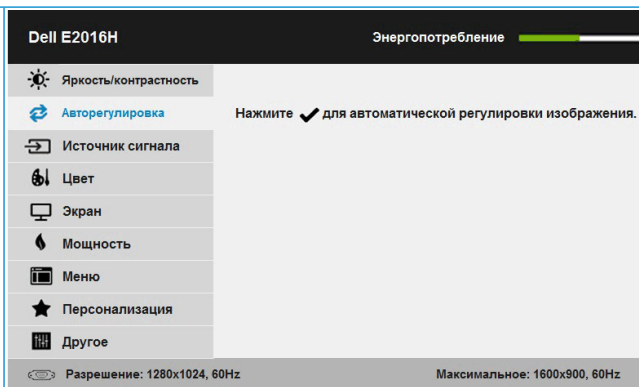 Dell E2016H
Энергопотребление
Яркость/контрастность
Авторегулировка
Нажмите для автоматической регулировки изображения.
Источник сигнала
Цвет
Экран
Мощность
Меню
Персонализация
Другое
Разрешение: 1280x1024, 60Hz
Максимальное: 1600x900, 60Hz